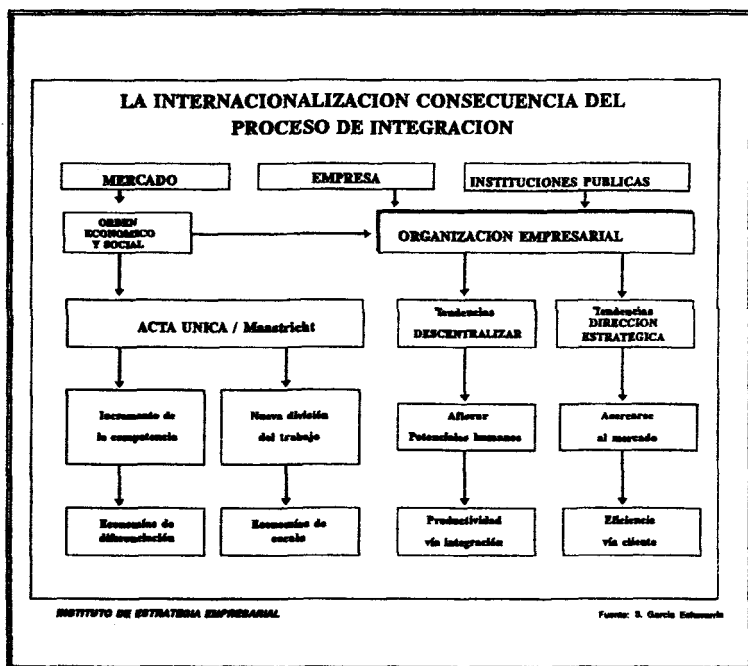 LA INTERNACIONALIZACION CONSECUENCIA DEL
PROCESO DE INTEGRACION
MERCADO
EMPRESA
INSTITUCIONES PUBLICAS
ORDEN
ECONOMICO
Y SOCIAL
ORGANIZACION EMPRESARIAL
ACTA UNICA / Maastricht
Tendencias
DESCENTRALIZAR
Tendencias
DIRECCION
ESTRATEGICA
Incremento de
la competencia
Nueva división
del trabajo
Aflorar
Potenciales humanos
Acercarse
al mercado
Economías de
diferenciación
Economías de
escala
Productividad
vía integración
Eficiencia
vía cliente
INSTITUTO DE ESTRATEGIA EMPRESARIAL
Fuente: S. García Echevarría